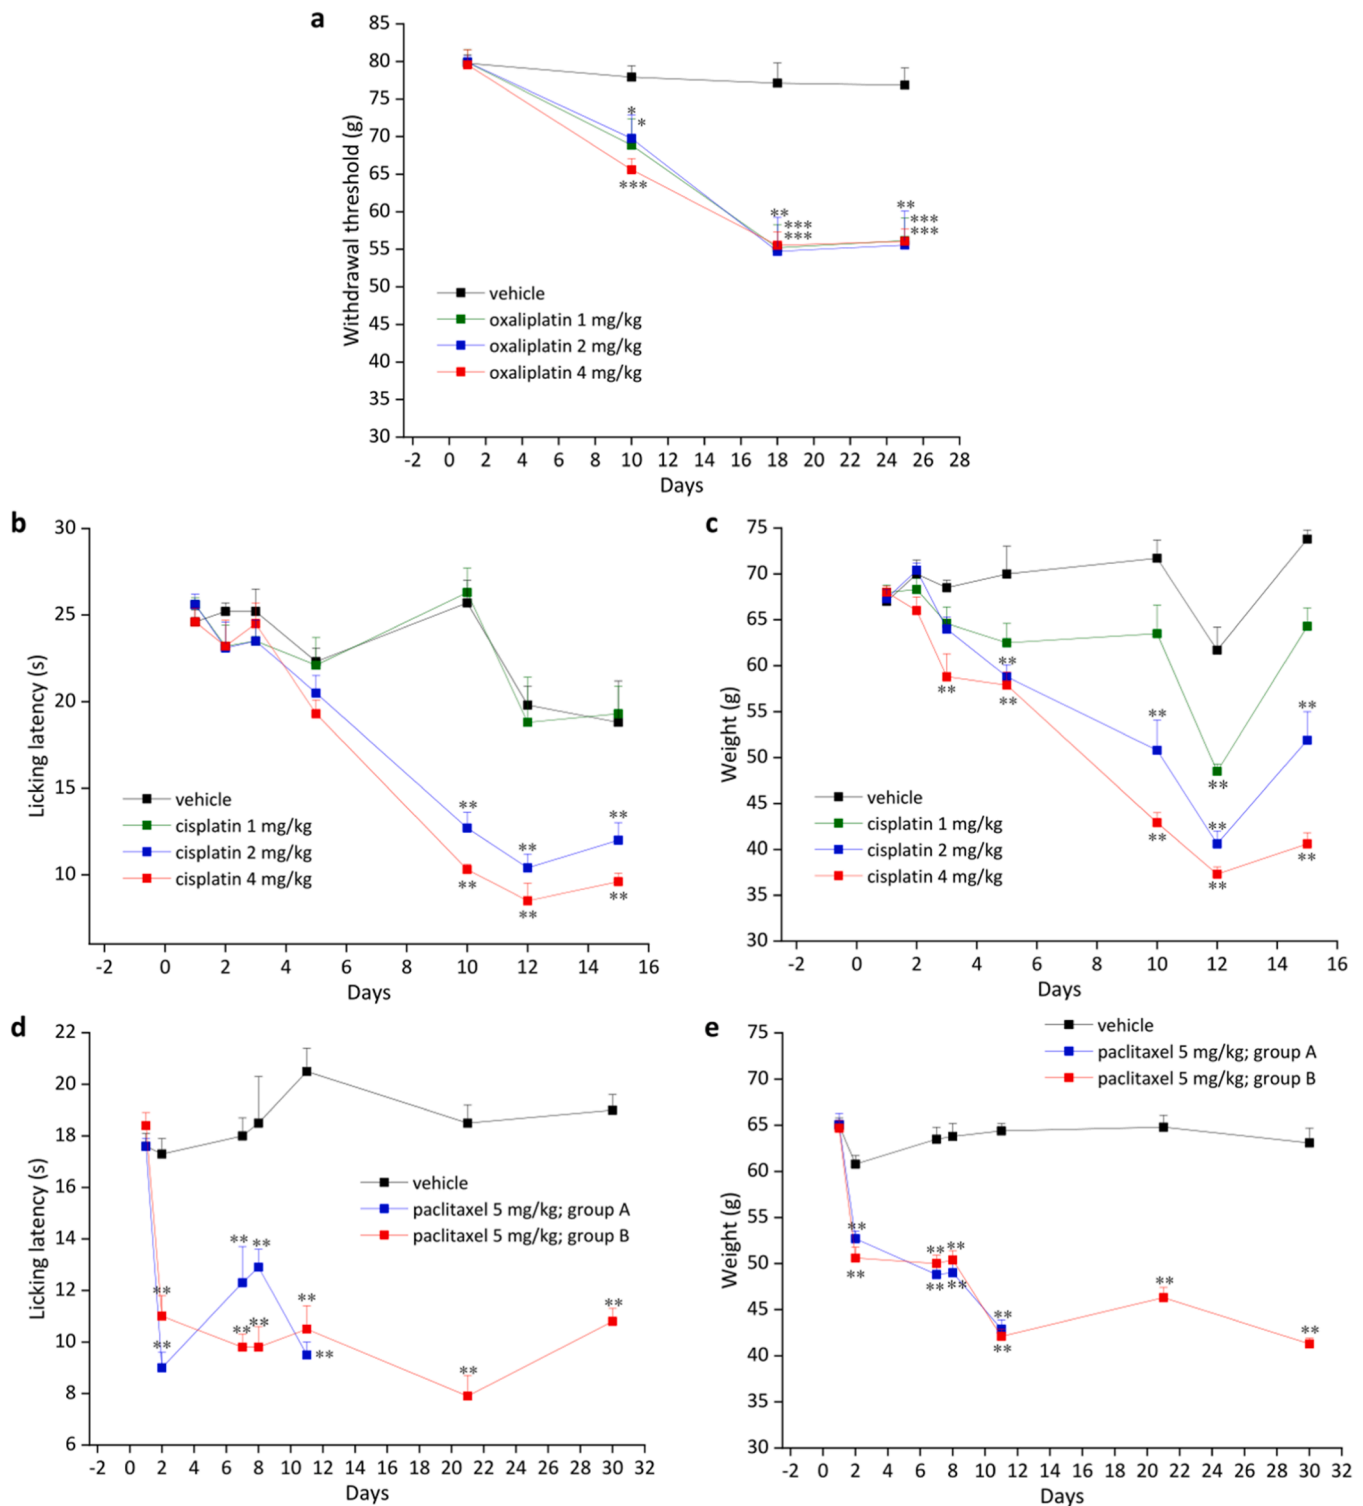 a
85
80
75
70
65
60
55
50
45
40
35
30
Withdrawal threshold (g)
*
*
***
**
***
***
**
***
***
vehicle
oxaliplatin 1 mg/kg
oxaliplatin 2 mg/kg
oxaliplatin 4 mg/kg
-2 0 2 4 6 8 10 12 14 16 18 20 22 24 26 28
Days
b
30
25
20
15
10
Licking latency (s)
vehicle
cisplatin 1 mg/kg
cisplatin 2 mg/kg
cisplatin 4 mg/kg
**
**
**
**
**
**
-2 0 2 4 6 8 10 12 14 16
Days
c
75
70
65
60
55
50
45
40
35
30
Weight (g)
**
**
**
**
**
**
**
**
**
**
vehicle
cisplatin 1 mg/kg
cisplatin 2 mg/kg
cisplatin 4 mg/kg
-2 0 2 4 6 8 10 12 14 16
Days
d
22
20
18
16
14
12
10
8
6
Licking latency (s)
vehicle
paclitaxel 5 mg/kg; group A
paclitaxel 5 mg/kg; group B
**
**
**
**
**
**
**
**
**
**
-2 0 2 4 6 8 10 12 14 16 18 20 22 24 26 28 30 32
Days
e
vehicle
paclitaxel 5 mg/kg; group A
paclitaxel 5 mg/kg; group B
75
70
65
60
55
50
45
40
35
30
Weight (g)
**
**
**
**
**
**
**
**
**
**
-2 0 2 4 6 8 10 12 14 16 18 20 22 24 26 28 30 32
Days